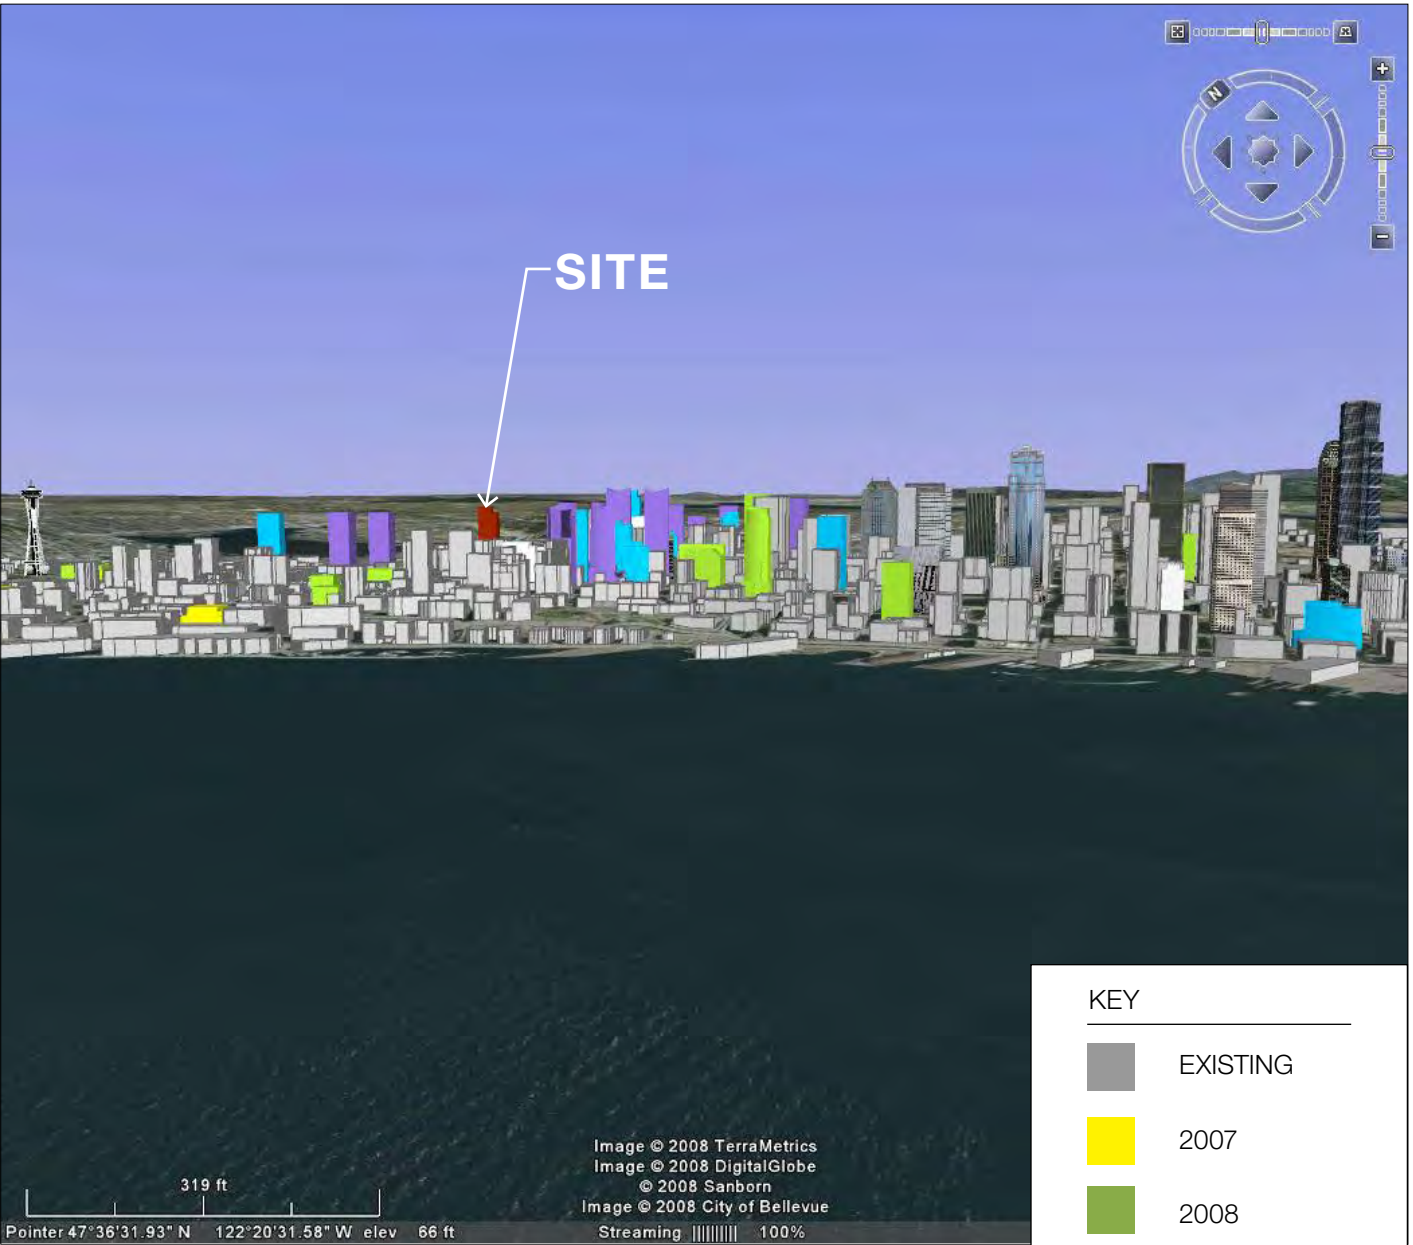 N
SITE
KEY
EXISTING
2007
2008
Image © 2008 TerraMetrics
Image © 2008 DigitalGlobe
© 2008 Sanborn
Image © 2008 City of Bellevue
319 ft
Pointer 47°36'31.93" N 122°20'31.58" W elev 66 ft
Streaming |||||||||| 100%